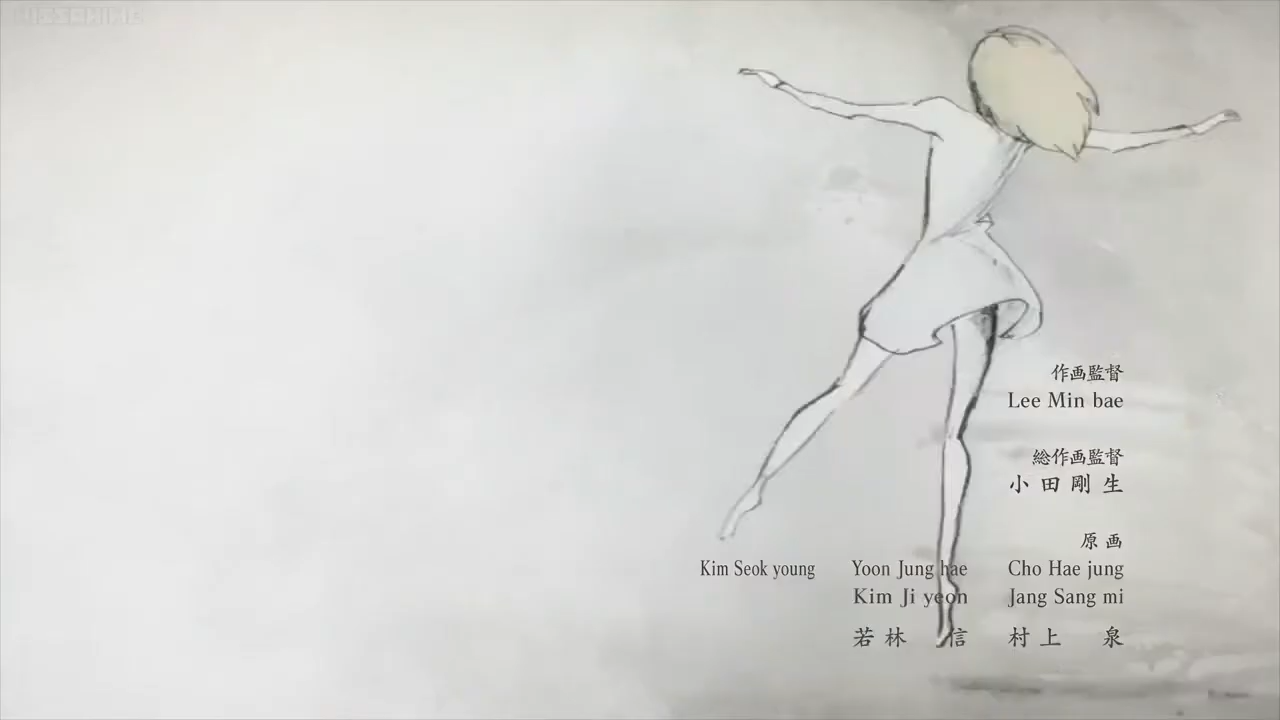 作画監督
Lee Min bae
総作画監督
小田剛生
原画
Kim Seok young Yoon Jung hae Cho Hae jung
Kim Ji yeon Jang Sang mi
若林 信 村上 泉